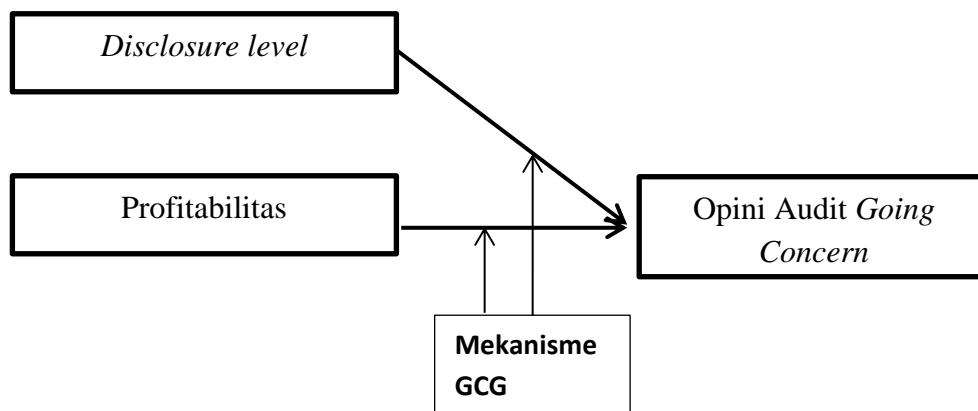 Disclosure level
Profitabilitas
Opini Audit Going
Concern
Mekanisme
GCG